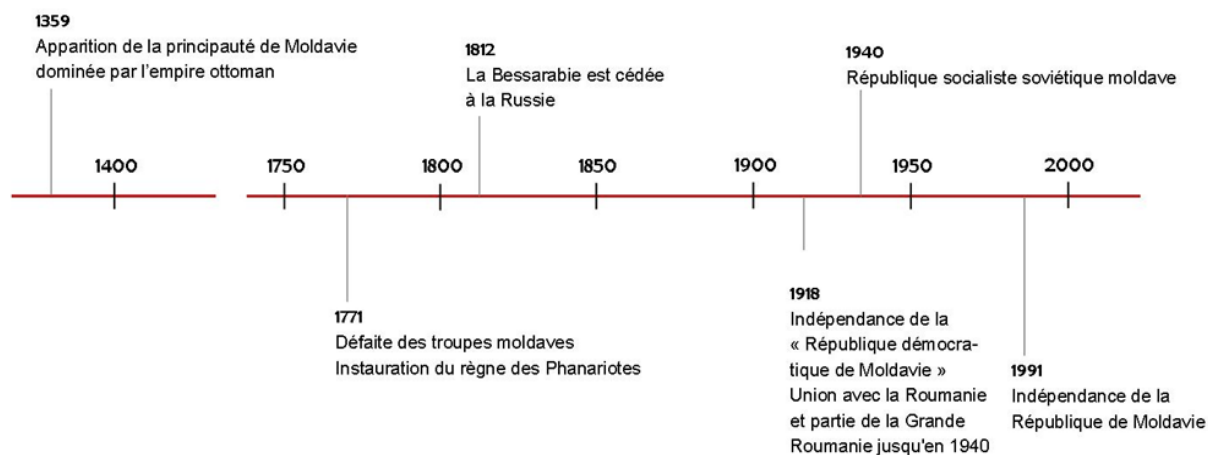 1359
Apparition de la principauté de Moldavie
dominée par l'empire ottoman
1812
La Bessarabie est cédée
à la Russie
1940
République socialiste soviétique moldave
1400
1750
1800
1850
1900
1950
2000
1771
Défaite des troupes moldaves
Instauration du règne des Phanariotes
1918
Indépendance de la
« République démocra-
tique de Moldavie »
Union avec la Roumanie
et partie de la Grande
Roumanie jusqu'en 1940
1991
Indépendance de la
République de Moldavie